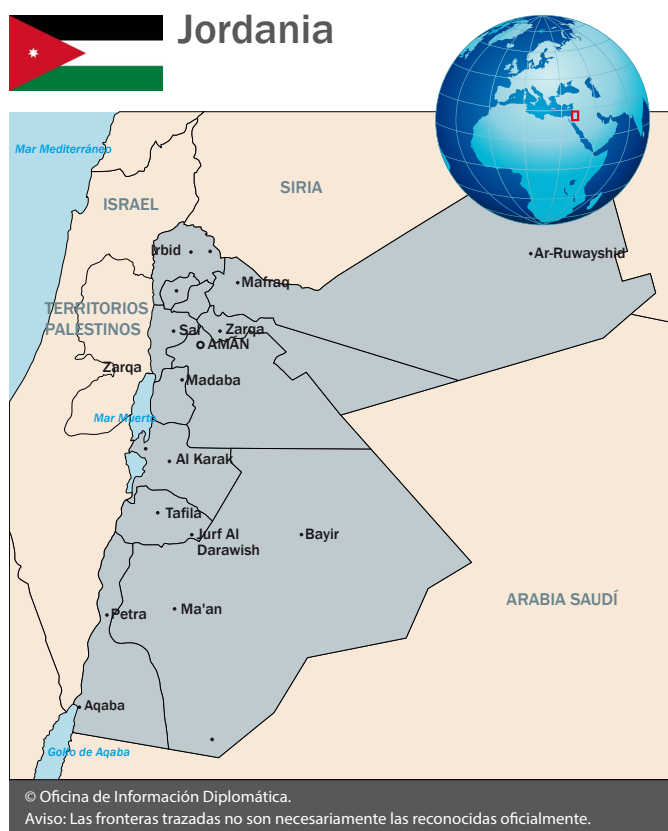 Jordania
Mar Mediterráneo
SIRIA
ISRAEL
Irbid
Ar-Ruwayshid
Mafraq
TERRITORIOS
PALESTINOS
Sal
Zarqa
AMÁN
Zarqa
Madaba
Mar Muerto
Al Karak
Tafila
Jurf Al
Darawish
Bayir
ARABIA SAUDÍ
Petra
Ma'an
Aqaba
Golfo de Aqaba
© Oficina de Información Diplomática.
Aviso: Las fronteras trazadas no son necesariamente las reconocidas oficialmente.